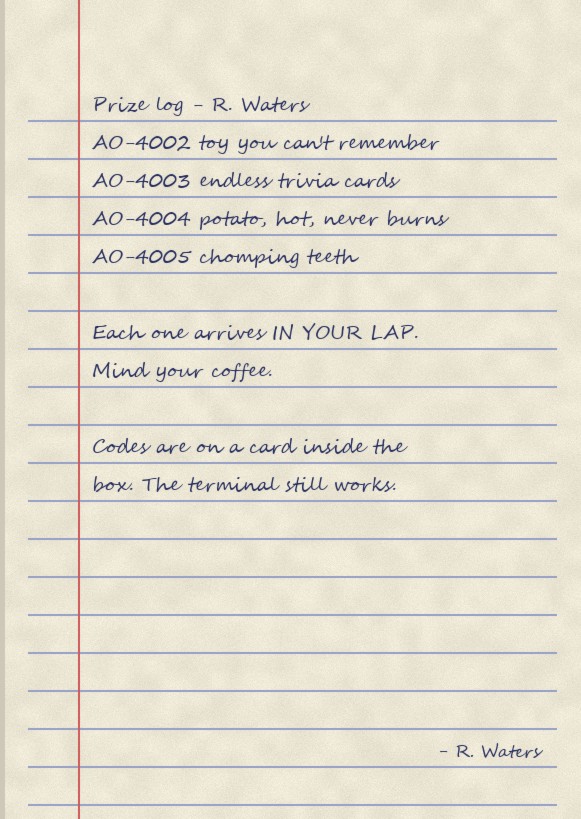 Prize log - R. Waters
AO-4002 toy you can't remember
AO-4003 endless trivia cards
AO-4004 potato, hot, never burns
AO-4005 chomping teeth
Each one arrives IN YOUR LAP.
Mind your coffee.
Codes are on a card inside the
box. The terminal still works.
- R. Waters